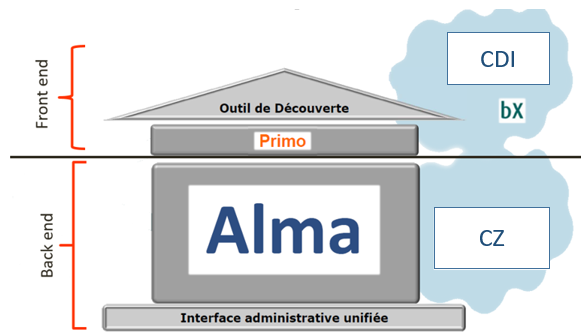 Front end
Outil de Découverte
Primo
CDI
bX
Back end
Alma
CZ
Interface administrative unifiée